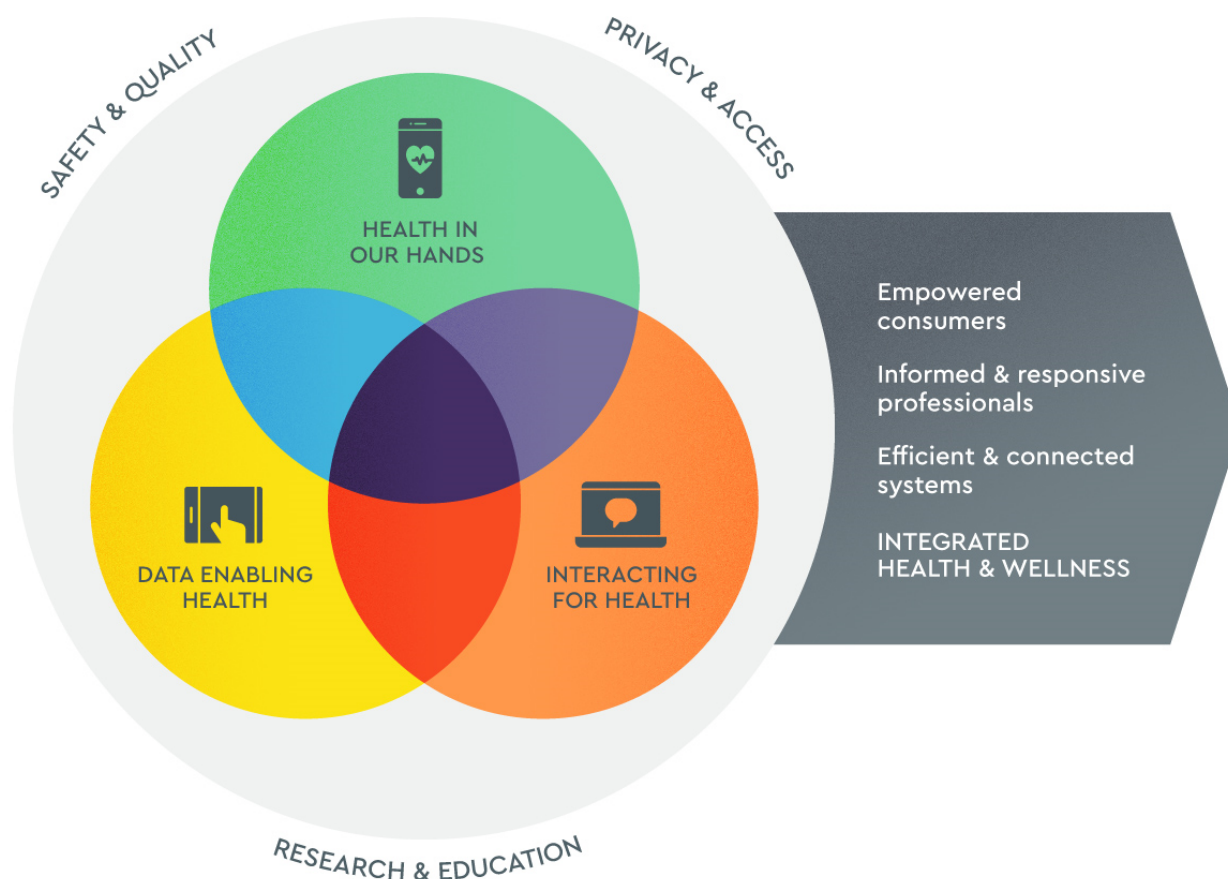 SAFETY & QUALITY
PRIVACY & ACCESS
HEALTH IN
OUR HANDS
DATA ENABLING
HEALTH
INTERACTING
FOR HEALTH
RESEARCH & EDUCATION
Empowered
consumers
Informed & responsive
professionals
Efficient & connected
systems
INTEGRATED
HEALTH & WELLNESS